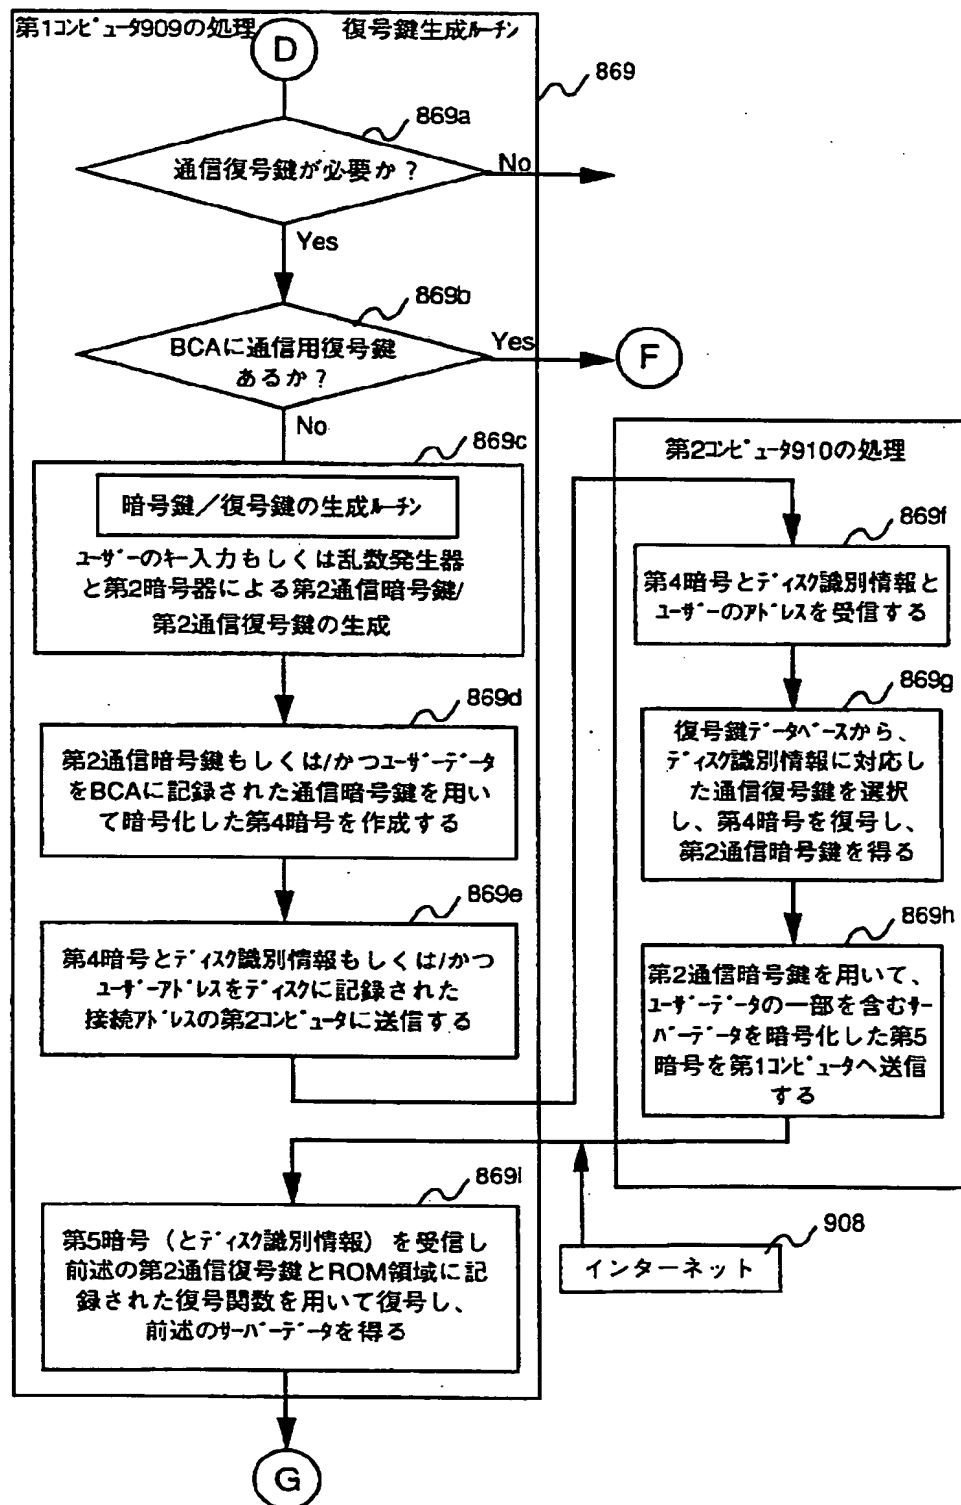 第1コンピュータ909の処理
復号鍵生成ルーチン
D
869
869a
通信復号鍵が必要か？
No
Yes
869b
BCAに通信用復号鍵
あるか？
Yes
F
No
869c
暗号鍵／復号鍵の生成ルーチン
ユーザーのキー入力もしくは乱数発生器
と第2暗号器による第2通信暗号鍵/
第2通信復号鍵の生成
869d
第2通信暗号鍵もしくは/かつユーザーデータ
をBCAに記録された通信暗号鍵を用い
て暗号化した第4暗号を作成する
869e
第4暗号とディスク識別情報もしくは/かつ
ユーザーアドレスをディスクに記録された
接続アドレスの第2コンピュータに送信する
第2コンピュータ910の処理
869f
第4暗号とディスク識別情報と
ユーザーのアドレスを受信する
869g
復号鍵データベースから、
ディスク識別情報に対応し
た通信復号鍵を選択
し、第4暗号を復号し、
第2通信暗号鍵を得る
869h
第2通信暗号鍵を用いて、
ユーザーデータの一部を含むサー
バーデータを暗号化した第5
暗号を第1コンピュータへ送信
する
908
インターネット
869i
第5暗号（とディスク識別情報）を受信し
前述の第2通信復号鍵とROM領域に記
録された復号関数を用いて復号し、
前述のサーバーデータを得る
G